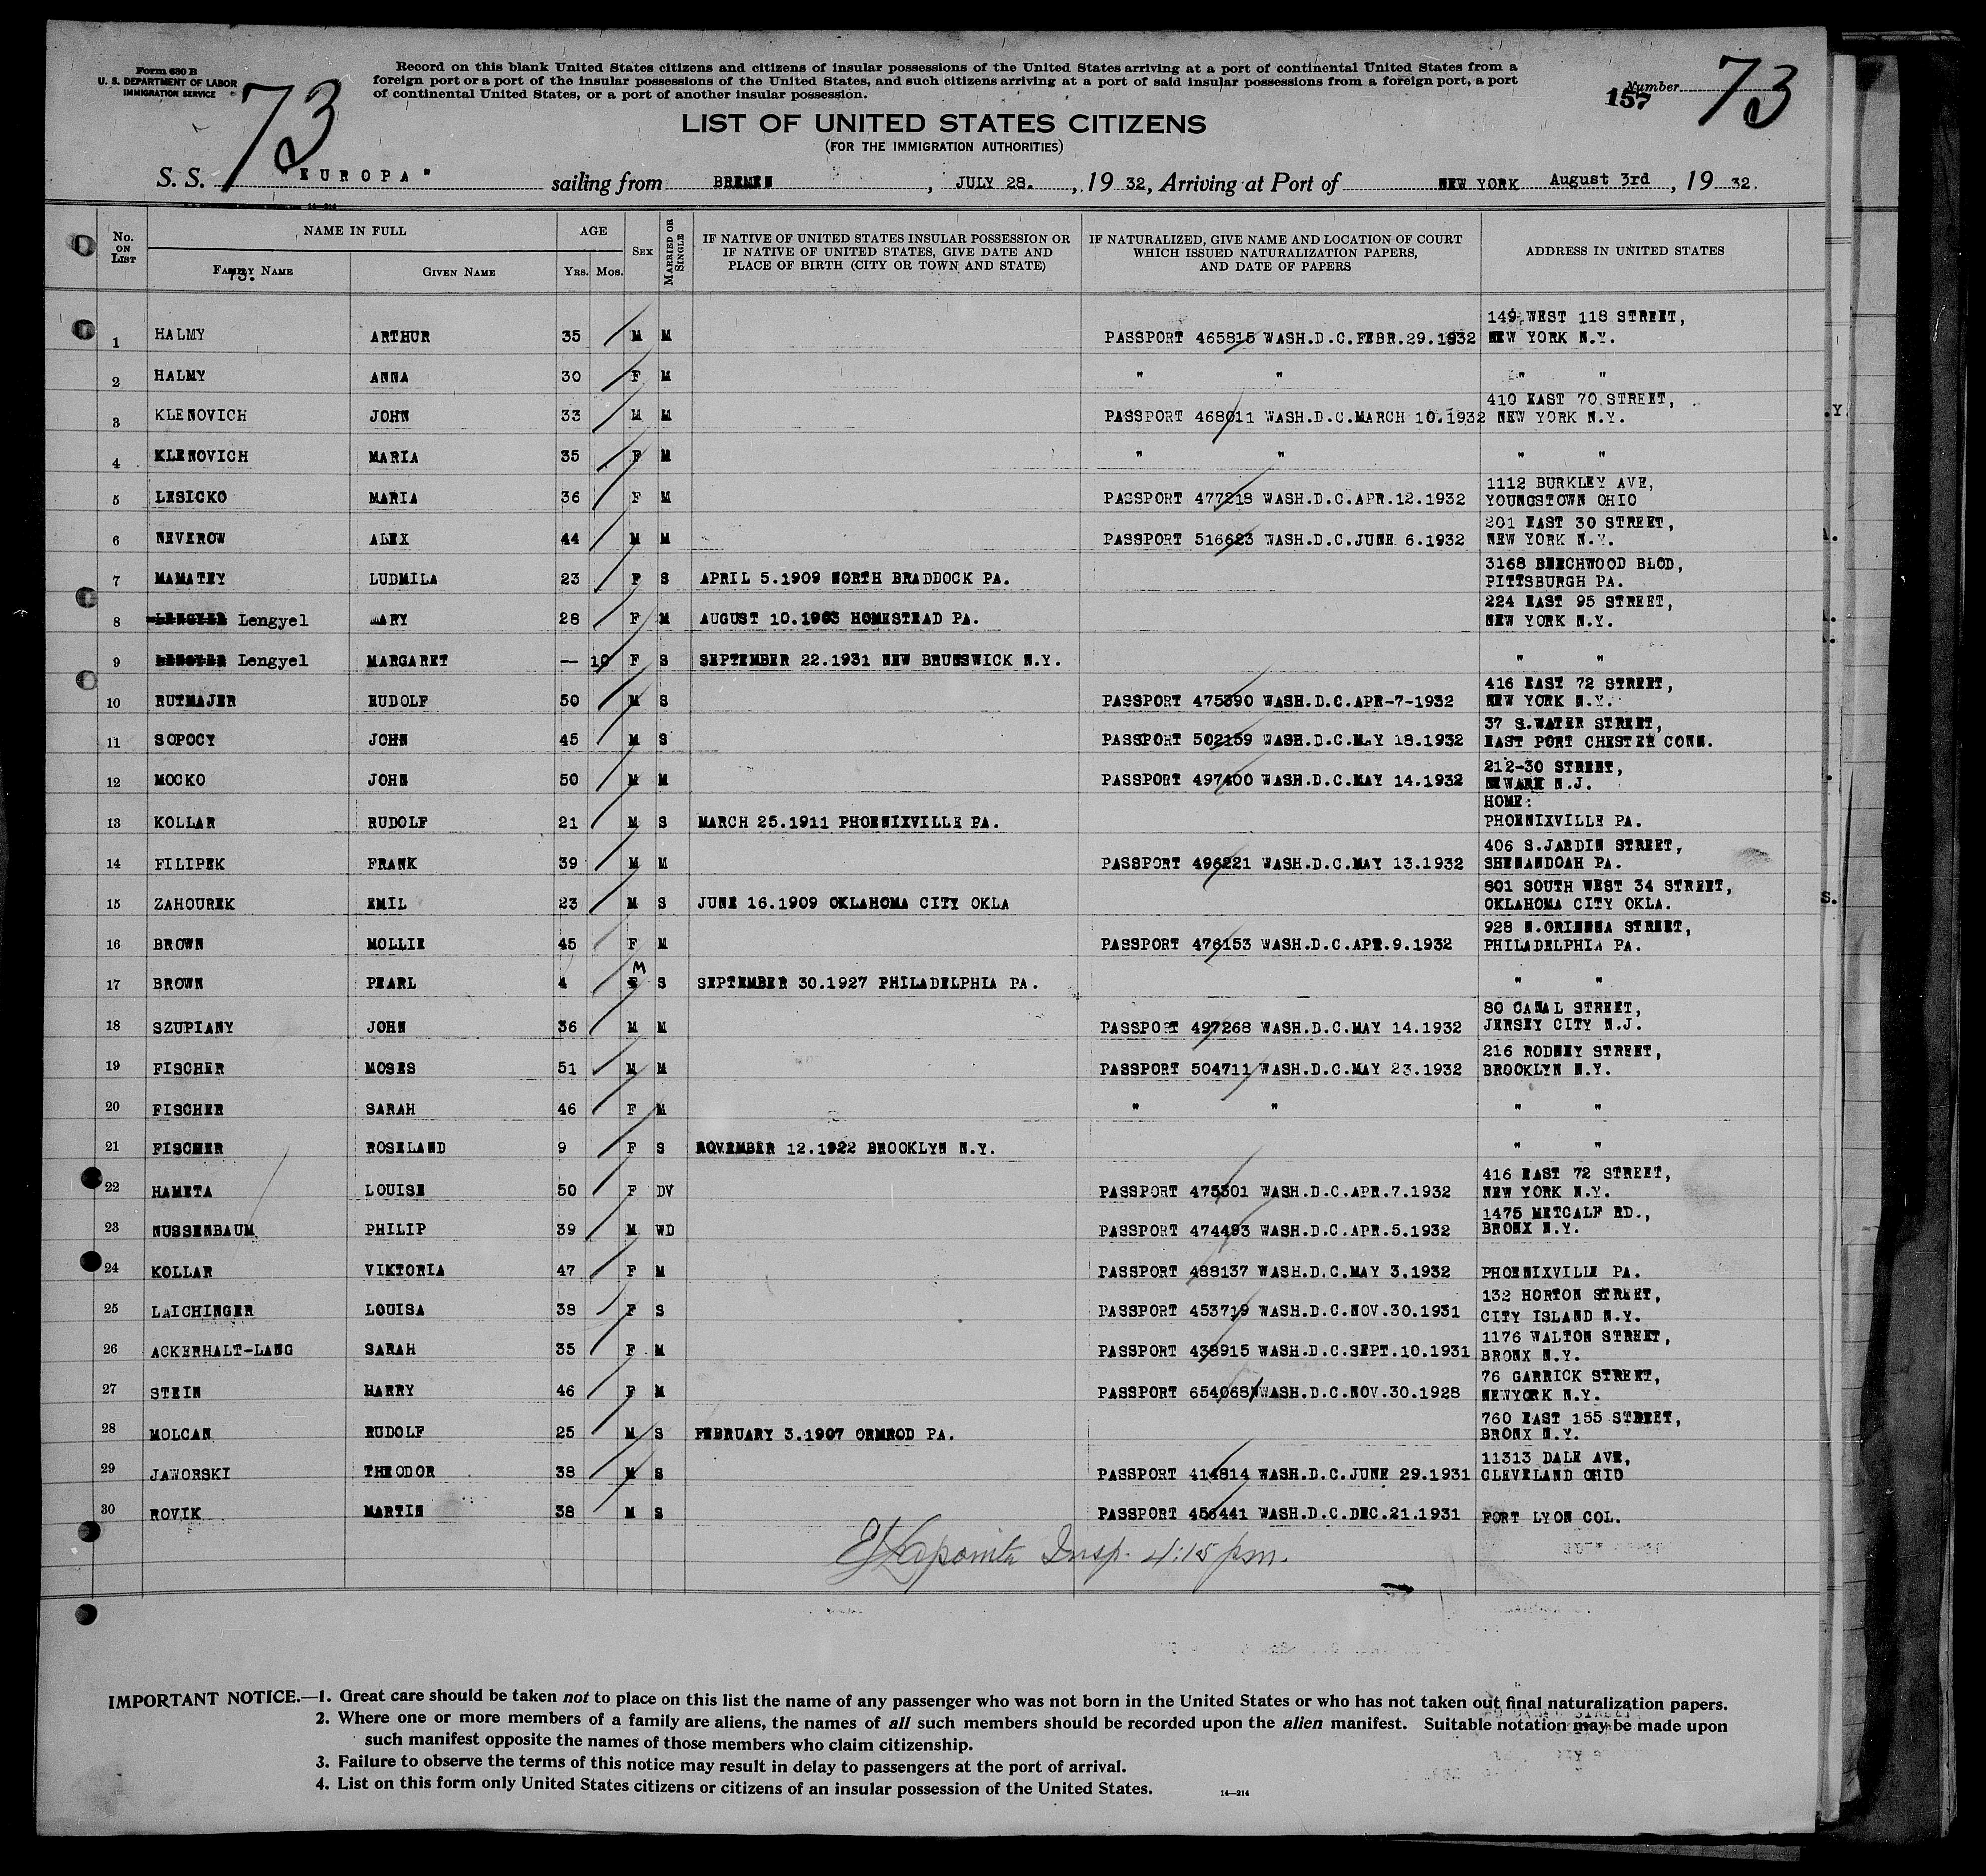 Form 630 B
U. S. DEPARTMENT OF LABOR
IMMIGRATION SERVICE
73
Record on this blank United States citizens and citizens of insular possessions of the United States arriving at a port of continental United States from a
foreign port or a port of the insular possessions of the United States, and such citizens arriving at a port of said insular possessions from a foreign port, a port
of continental United States, or a port of another insular possession.
Number 73
157
LIST OF UNITED STATES CITIZENS
(FOR THE IMMIGRATION AUTHORITIES)
S. S. "EUROPA" sailing from BREMEN, JULY 28., 19 32, Arriving at Port of NEW YORK August 3rd, 19 32.
14—214
No. ON LIST NAME IN FULL AGE SEX MARRIED OR SINGLE IF NATIVE OF UNITED STATES INSULAR POSSESSION OR IF NATIVE OF UNITED STATES, GIVE DATE AND PLACE OF BIRTH (CITY OR TOWN AND STATE) IF NATURALIZED, GIVE NAME AND LOCATION OF COURT WHICH ISSUED NATURALIZATION PAPERS, AND DATE OF PAPERS ADDRESS IN UNITED STATES
FAMILY NAME GIVEN NAME YRS. MOS.
73.
149 WEST 118 STREET,
1 HALMY ARTHUR 35 M M PASSPORT 465815 WASH.D.C.FEBR.29.1932 NEW YORK N.Y.
2 HALMY ANNA 30 F M " " " "
410 EAST 70 STREET,
3 KLENOVICH JOHN 33 M M PASSPORT 468011 WASH.D.C.MARCH 10.1932 NEW YORK N.Y.
4 KLENOVICH MARIA 35 F M " " " "
1112 BURKLEY AVE,
5 LESICKO MARIA 36 F M PASSPORT 477218 WASH.D.C.APR.12.1932 YOUNGSTOWN OHIO
201 EAST 30 STREET,
6 NEVEROW ALEX 44 M M PASSPORT 516623 WASH.D.C.JUNE 6.1932 NEW YORK N.Y.
3168 BEECHWOOD BLOD,
7 MAMATEY LUDMILA 23 F S APRIL 5.1909 NORTH BRADDOCK PA. PITTSBURGH PA.
224 EAST 95 STREET,
8 Lengyel MARY 28 F M AUGUST 10.1903 HOMESTEAD PA. NEW YORK N.Y.
9 Lengyel MARGARET — 10 F S SEPTEMBER 22.1931 NEW BRUNSWICK N.Y. " "
416 EAST 72 STREET,
10 RUTMAJER RUDOLF 50 M S PASSPORT 475390 WASH.D.C.APR-7-1932 NEW YORK N.Y.
37 S.WATER STREET,
11 SOPOCY JOHN 45 M S PASSPORT 502159 WASH.D.C.MAY 18.1932 EAST PORT CHESTER CONN.
212-30 STREET,
12 MOCKO JOHN 50 M M PASSPORT 497400 WASH.D.C.MAY 14.1932 NEWARK N.J.
HOME:
13 KOLLAR RUDOLF 21 M S MARCH 25.1911 PHOENIXVILLE PA. PHOENIXVILLE PA.
406 S.JARDIN STREET,
14 FILIPEK FRANK 39 M M PASSPORT 496221 WASH.D.C.MAY 13.1932 SHENANDOAH PA.
801 SOUTH WEST 34 STREET,
15 ZAHOUREK EMIL 23 M S JUNE 16.1909 OKLAHOMA CITY OKLA OKLAHOMA CITY OKLA.
928 N.ORIENNA STREET,
16 BROWN MOLLIE 45 F M PASSPORT 476153 WASH.D.C.APR.9.1932 PHILADELPHIA PA.
M
17 BROWN PEARL 4 F S SEPTEMBER 30.1927 PHILADELPHIA PA. " "
80 CANAL STREET,
18 SZUPIANY JOHN 36 M M PASSPORT 497268 WASH.D.C.MAY 14.1932 JERSEY CITY N.J.
216 RODNEY STREET,
19 FISCHER MOSES 51 M M PASSPORT 504711 WASH.D.C.MAY 23.1932 BROOKLYN N.Y.
20 FISCHER SARAH 46 F M " " " "
21 FISCHER ROSELAND 9 F S NOVEMBER 12.1922 BROOKLYN N.Y. " "
416 EAST 72 STREET,
22 HAMETA LOUISE 50 F DV PASSPORT 475301 WASH.D.C.APR.7.1932 NEW YORK N.Y.
1475 METCALF RD.,
23 NUSSENBAUM PHILIP 39 M WD PASSPORT 474493 WASH.D.C.APR.5.1932 BRONX N.Y.
24 KOLLAR VIKTORIA 47 F M PASSPORT 488137 WASH.D.C.MAY 3.1932 PHOENIXVILLE PA.
132 HORTON STREET,
25 LAICHINGER LOUISA 38 F S PASSPORT 453719 WASH.D.C.NOV.30.1931 CITY ISLAND N.Y.
1176 WALTON STREET,
26 ACKERHALT-LANG SARAH 35 F M PASSPORT 438915 WASH.D.C.SEPT.10.1931 BRONX N.Y.
76 GARRICK STREET,
27 STEIN HARRY 46 F M PASSPORT 654068 WASH.D.C.NOV.30.1928 NEWYORK N.Y.
760 EAST 155 STREET,
28 MOLCAN RUDOLF 25 M S FEBRUARY 3.1907 ORMROD PA. BRONX N.Y.
11313 DALE AVE,
29 JAWORSKI THEODOR 38 M S PASSPORT 414814 WASH.D.C.JUNE 29.1931 CLEVELAND OHIO
30 ROVIK MARTIN 38 M S PASSPORT 456441 WASH.D.C.DEC.21.1931 FORT LYON COL.
Insp. 4:15 pm.
IMPORTANT NOTICE.—1. Great care should be taken not to place on this list the name of any passenger who was not born in the United States or who has not taken out final naturalization papers.
2. Where one or more members of a family are aliens, the names of all such members should be recorded upon the alien manifest. Suitable notation may be made upon
such manifest opposite the names of those members who claim citizenship.
3. Failure to observe the terms of this notice may result in delay to passengers at the port of arrival.
4. List on this form only United States citizens or citizens of an insular possession of the United States.
14—214